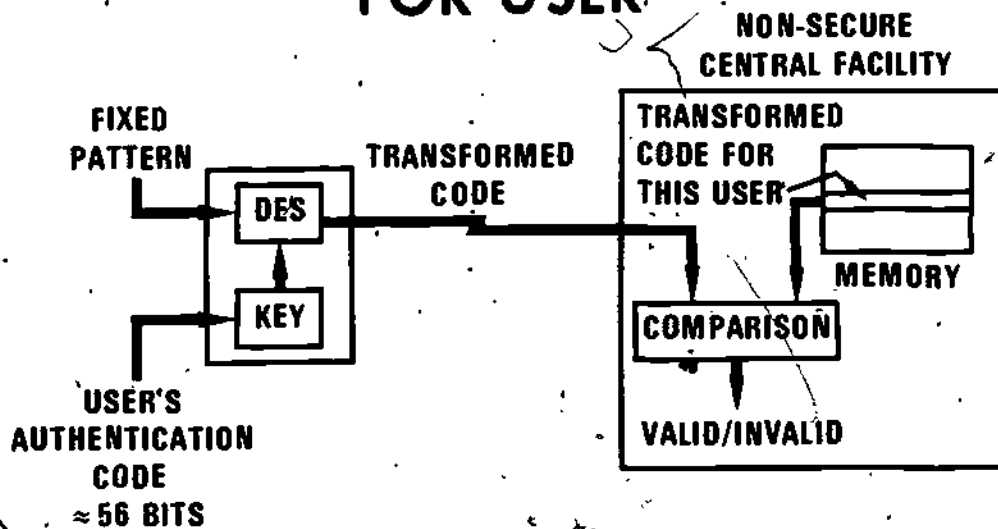 FOR USER
NON-SECURE
CENTRAL FACILITY
FIXED
PATTERN
TRANSFORMED
CODE
TRANSFORMED
CODE FOR
THIS USER
DES
KEY
MEMORY
COMPARISON
USER'S
AUTHENTICATION
CODE
≈56 BITS
VALID/INVALID